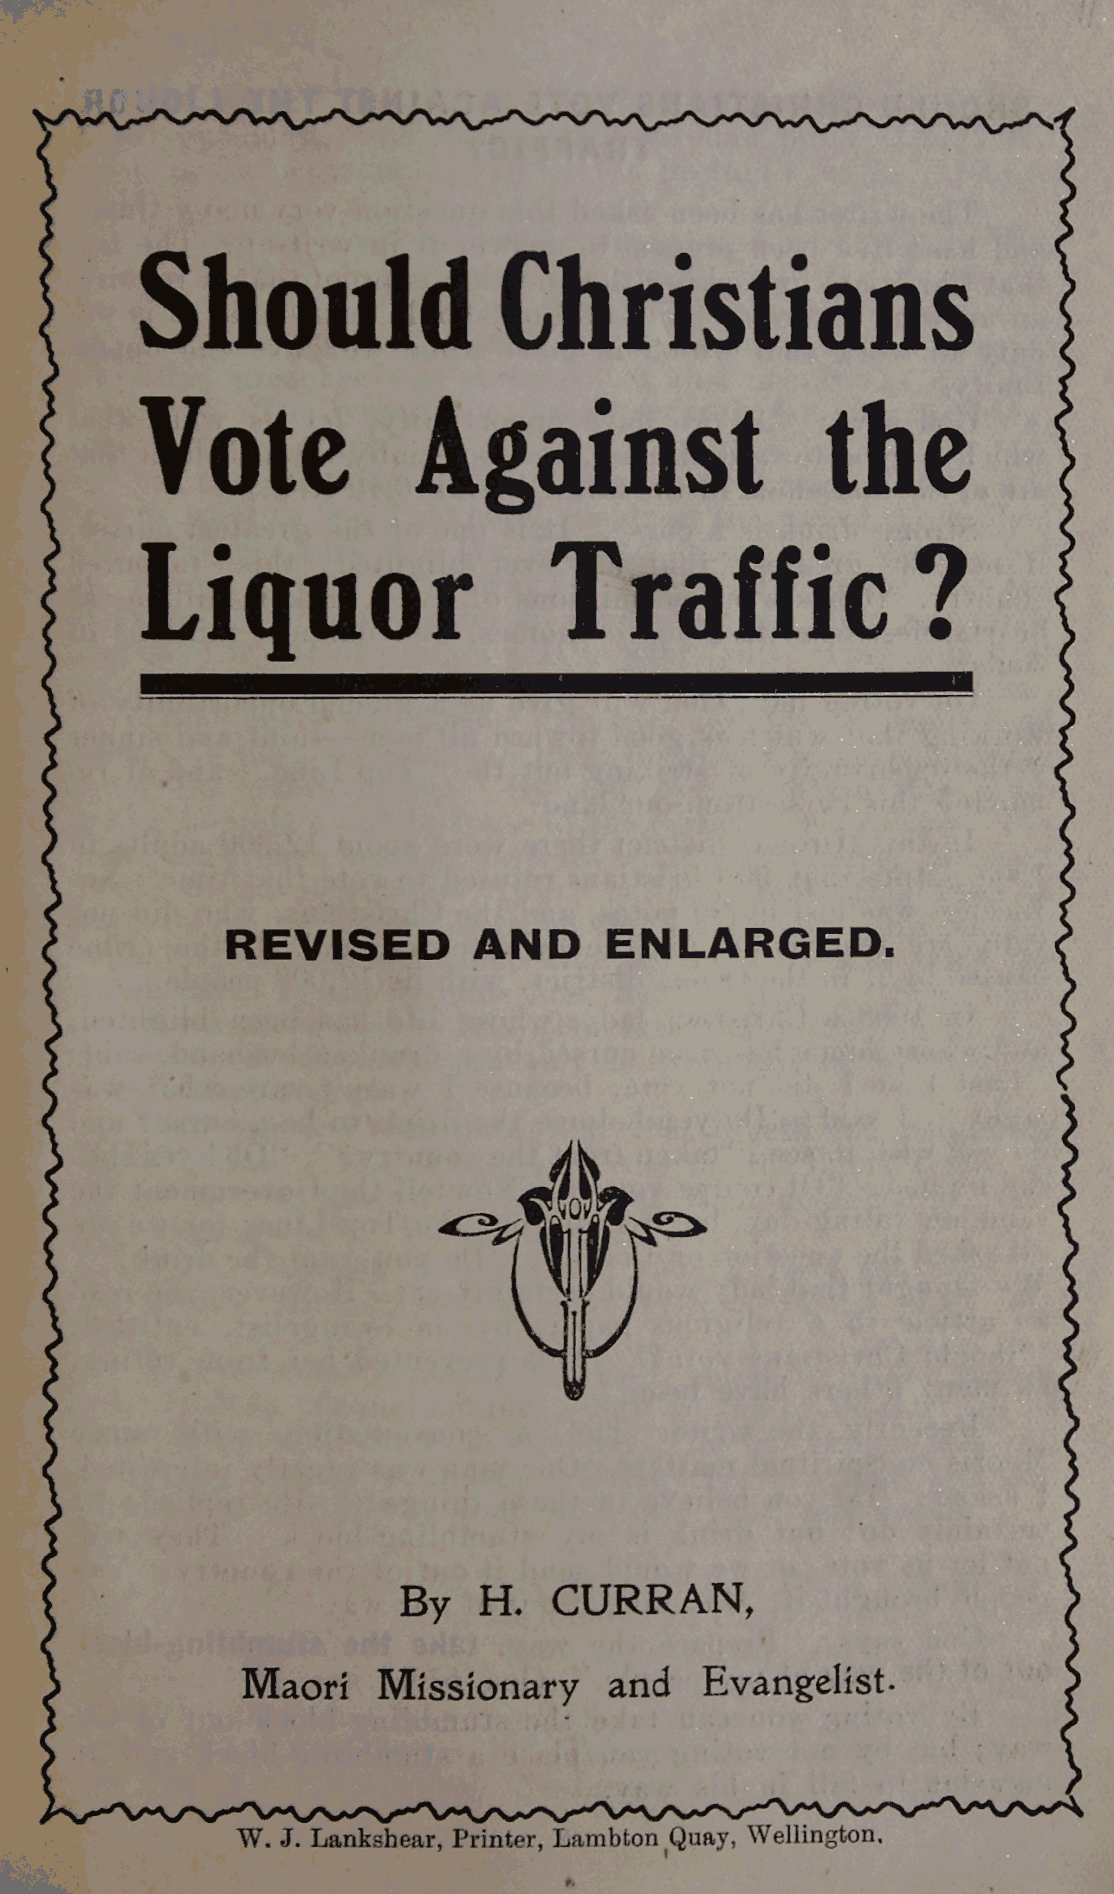 Should Christians
Vote Against the
Liquor Traffic?
REVISED AND ENLARGED.
By H. CURRAN,
Maori Missionary and Evangelist.
W. J. Lankshear, Printer, Lambton Quay, Wellington.